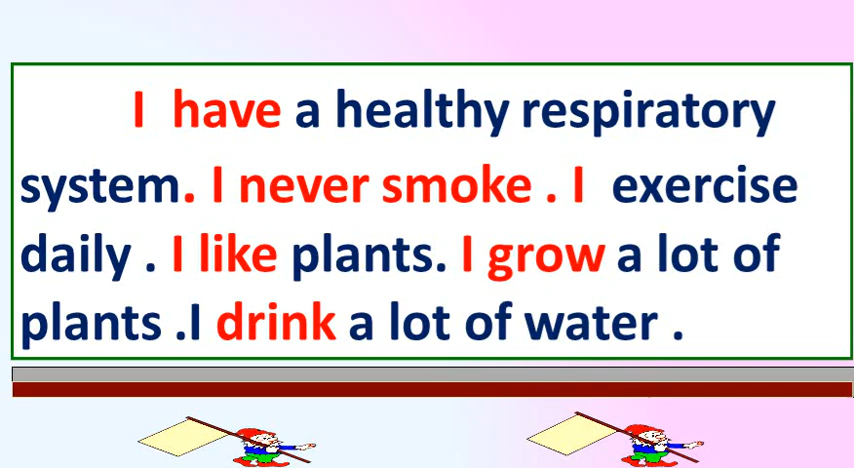 I have a healthy respiratory
system. I never smoke . I exercise
daily . I like plants. I grow a lot of
plants .I drink a lot of water .